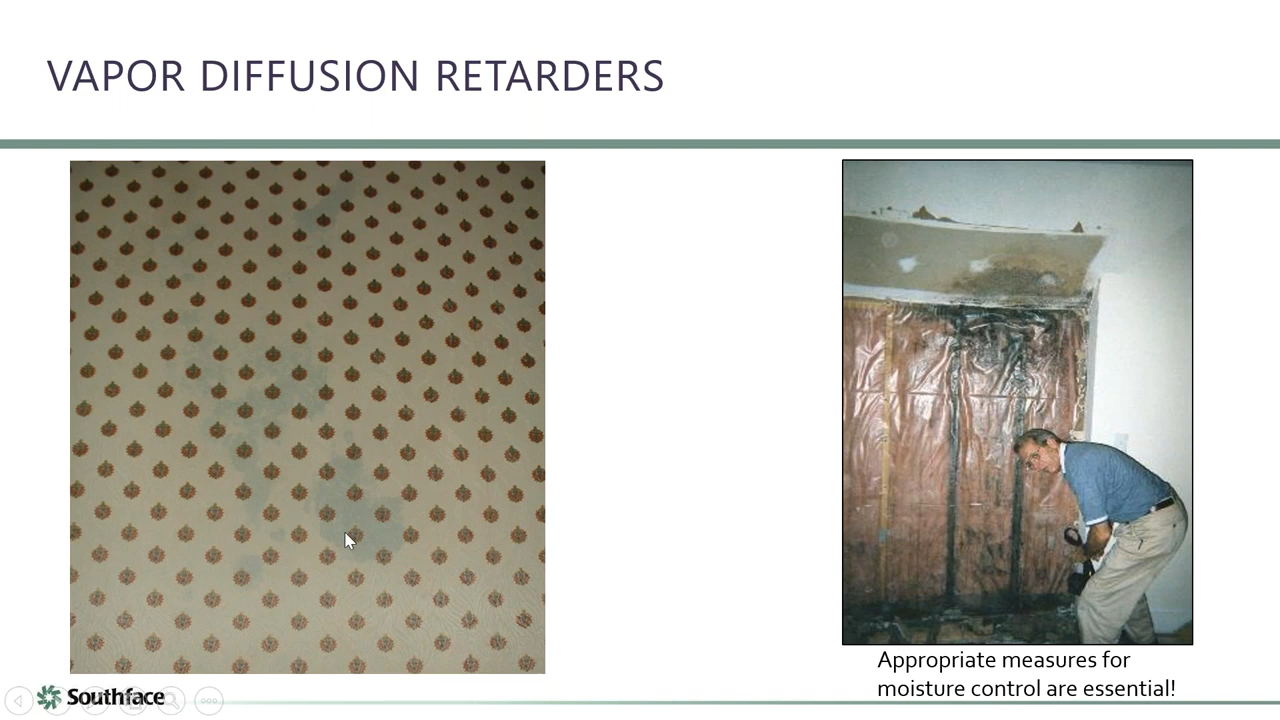 VAPOR DIFFUSION RETARDERS
Appropriate measures for
moisture control are essential!
Southface